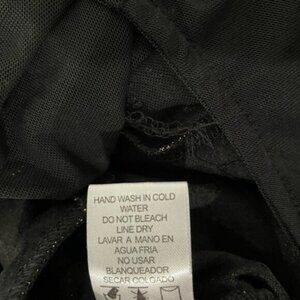 HAND WASH IN COLD
WATER
DO NOT BLEACH
LINE DRY
LAVAR A MANO EN
AGUA FRIA
NO USAR
BLANQUEADOR
SECAR COLGADO